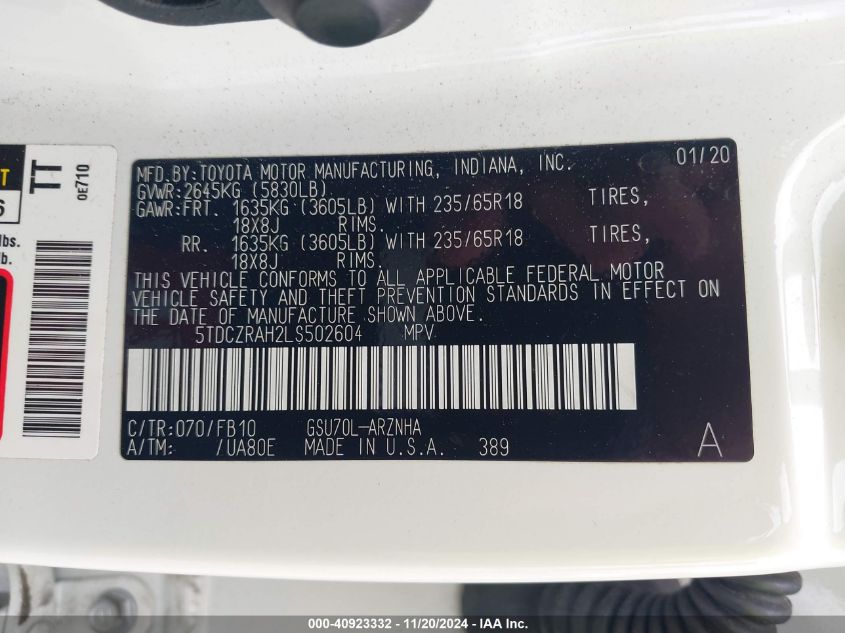 MFD.BY:TOYOTA MOTOR MANUFACTURING, INDIANA, INC. 01/20
GVWR:2645KG (5830LB)
GAWR:FRT. 1635KG (3605LB) WITH 235/65R18 TIRES,
18X8J RIMS.
RR. 1635KG (3605LB) WITH 235/65R18 TIRES,
18X8J RIMS.
THIS VEHICLE CONFORMS TO ALL APPLICABLE FEDERAL MOTOR
VEHICLE SAFETY AND THEFT PREVENTION STANDARDS IN EFFECT ON
THE DATE OF MANUFACTURE SHOWN ABOVE.
5TDCZRAH2LS502604 MPV
C/TR:070/FB10 GSU70L-ARZNHA
A/TM: /UA80E MADE IN U.S.A. 389 A
TT
0E710
T
6
lbs.
lb.
000-40923332 - 11/20/2024 - IAA Inc.